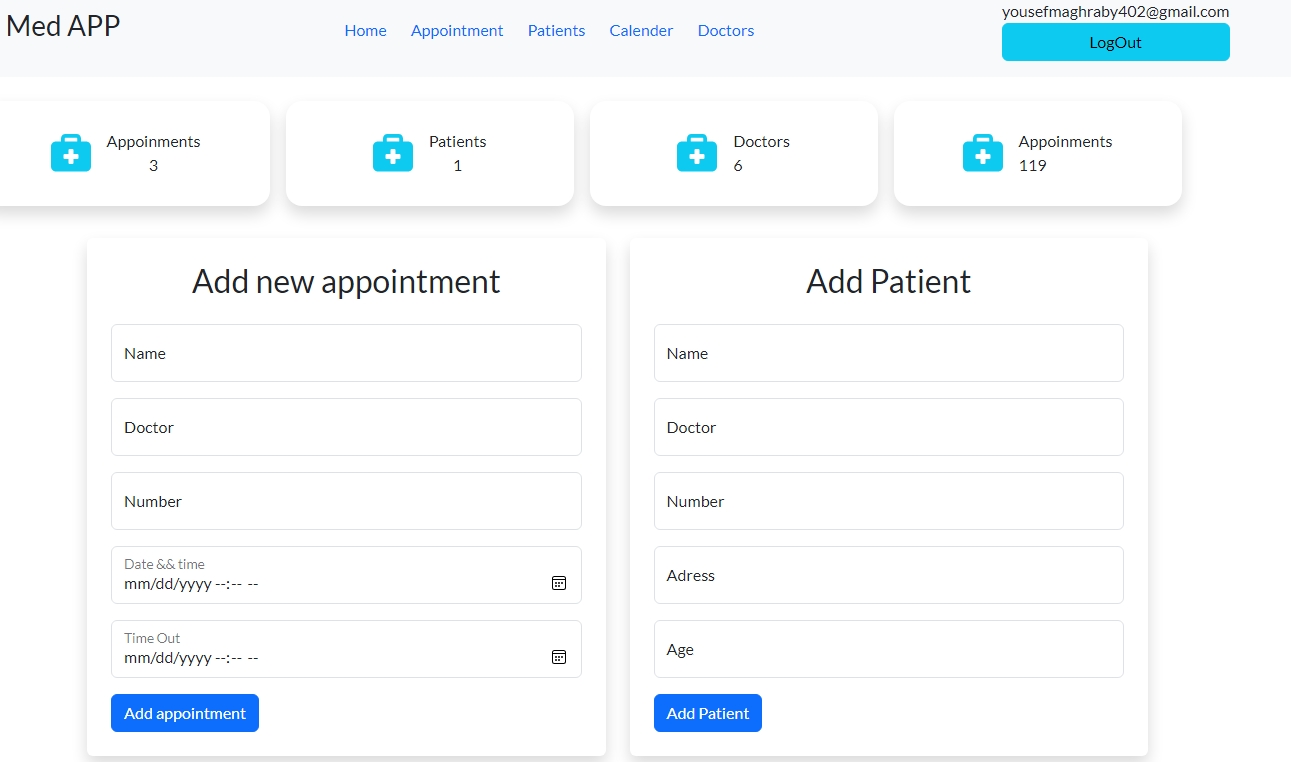 Med APP
Home Appointment Patients Calender Doctors
yousefmaghraby402@gmail.com
LogOut
Appoinments
3
Patients
1
Doctors
6
Appoinments
119
Add new appointment
Name
Doctor
Number
Date && time
mm/dd/yyyy --:-- --
Time Out
mm/dd/yyyy --:-- --
Add appointment
Add Patient
Name
Doctor
Number
Adress
Age
Add Patient